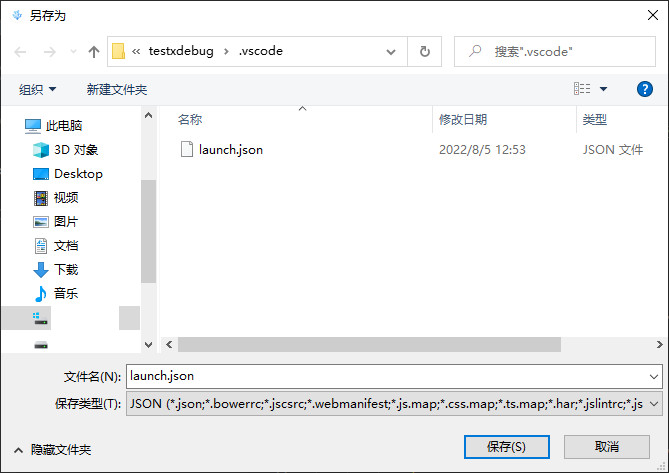 另存为
testxdebug
.vscode
搜索".vscode"
组织
新建文件夹
此电脑
3D 对象
Desktop
视频
图片
文档
下载
音乐
名称
修改日期
类型
launch.json
2022/8/5 12:53
JSON 文件
文件名(N):
launch.json
保存类型(T):
JSON (*.json;*.bowerrc;*.jscsrc;*.webmanifest;*.js.map;*.css.map;*.ts.map;*.har;*.jslintrc;*.js
隐藏文件夹
保存(S)
取消